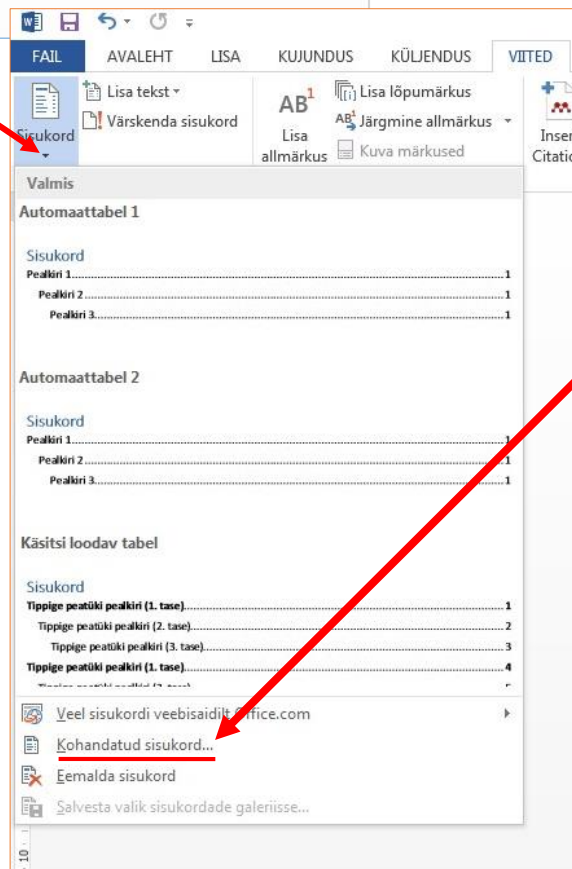 FAIL AVALEHT LISA KUJUNDUS KÜLJENDUS VIITED
Sisukord
Lisa tekst
Värskenda sisukord
AB1
Lisa
allmärkus
Lisa lõpumärkus
Järgmine allmärkus
Kuva märkused
Valmis
Automaattabel 1
Sisukord
Pealkiri 1 1
Pealkiri 2 1
Pealkiri 3 1
Automaattabel 2
Sisukord
Pealkiri 1 1
Pealkiri 2 1
Pealkiri 3 1
Käsitsi loodav tabel
Sisukord
Tippige peatüki pealkiri (1. tase) 1
Tippige peatüki pealkiri (2. tase) 2
Tippige peatüki pealkiri (3. tase) 3
Tippige peatüki pealkiri (1. tase) 4
Veel sisukordi veebisaidilt Office.com
Kohandatud sisukord...
Eemalda sisukord
Salvesta valik sisukordade galeriisse...
10